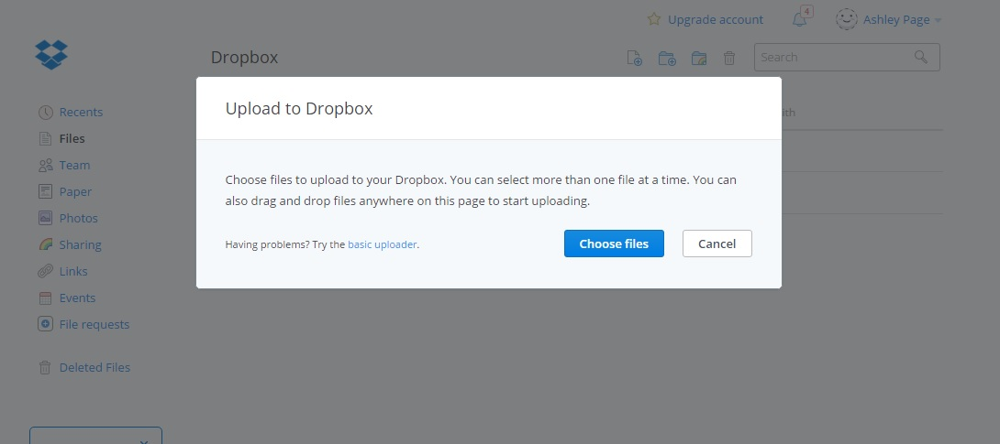 Upgrade account
4
Ashley Page
Dropbox
Search
Upload to Dropbox
ith
Recents
Files
Team
Paper
Photos
Sharing
Links
Events
File requests
Deleted Files
Choose files to upload to your Dropbox. You can select more than one file at a time. You can
also drag and drop files anywhere on this page to start uploading.
Having problems? Try the basic uploader.
Choose files
Cancel